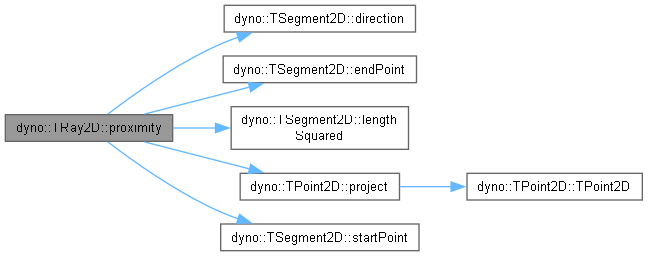 dyno::TSegment2D::direction
dyno::TSegment2D::endPoint
dyno::TRay2D::proximity
dyno::TSegment2D::length
Squared
dyno::TPoint2D::project
dyno::TPoint2D::TPoint2D
dyno::TSegment2D::startPoint